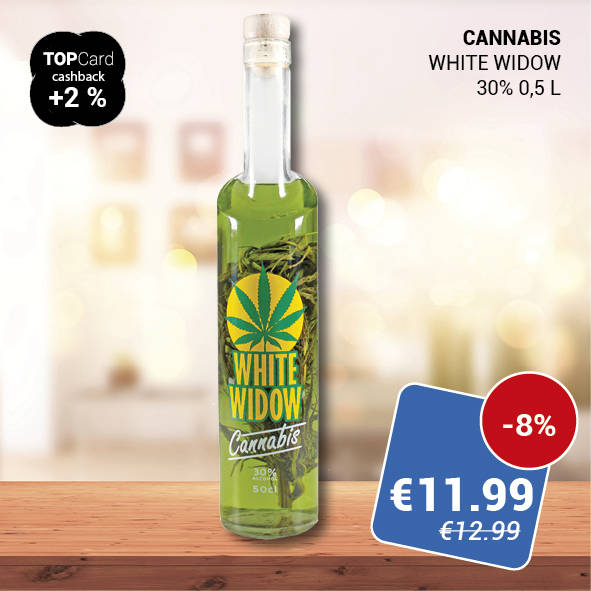 TOPCard
cashback
+2 %
CANNABIS
WHITE WIDOW
30% 0,5 L
WHITE
WIDOW
Cannabis
30%
ALCOHOL
50cl
-8%
€11.99
€12.99